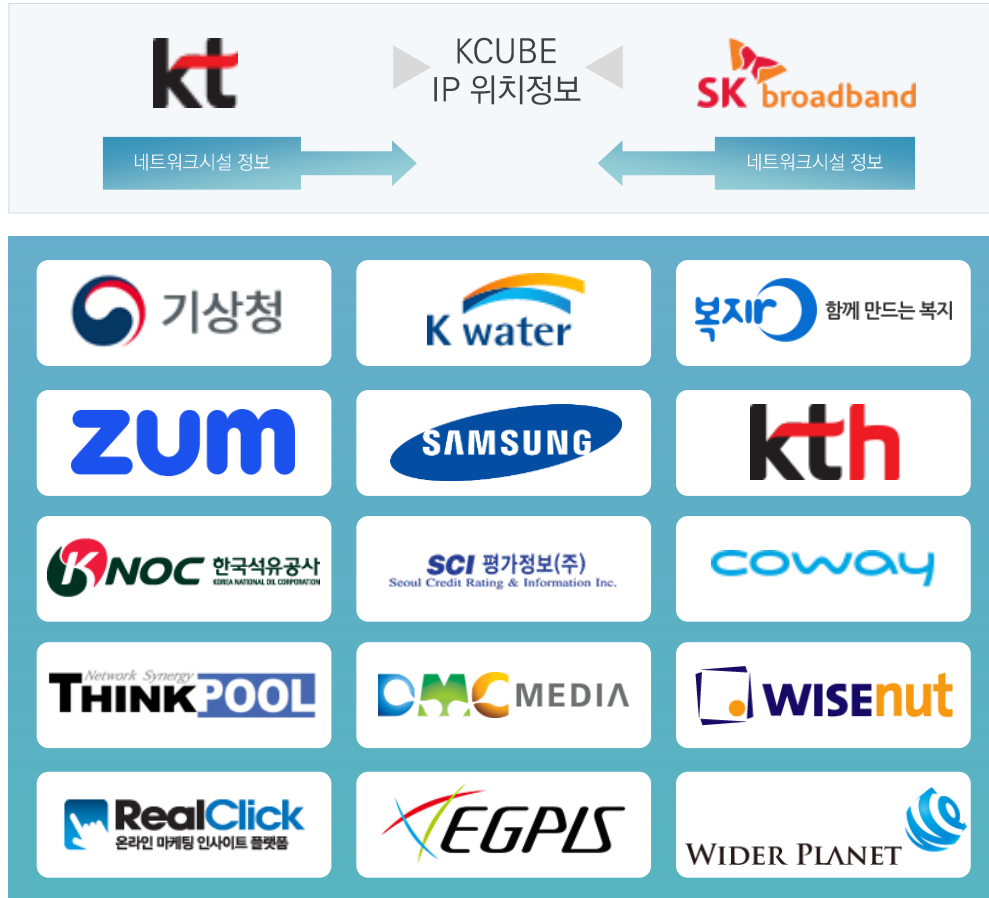 kt
KCUBE
IP 위치정보
SK broadband
네트워크시설 정보
네트워크시설 정보
기상청
K water
복지로 함께 만드는 복지
zum
SAMSUNG
kth
KNOC 한국석유공사
KOREA NATIONAL OIL CORPORATION
SCI 평가정보(주)
Seoul Credit Rating & Information Inc.
coway
Network Synergy
THINKPOOL
DMC MEDIA
WISEnut
RealClick
온라인 마케팅 인사이트 플랫폼
EGPIS
WIDER PLANET